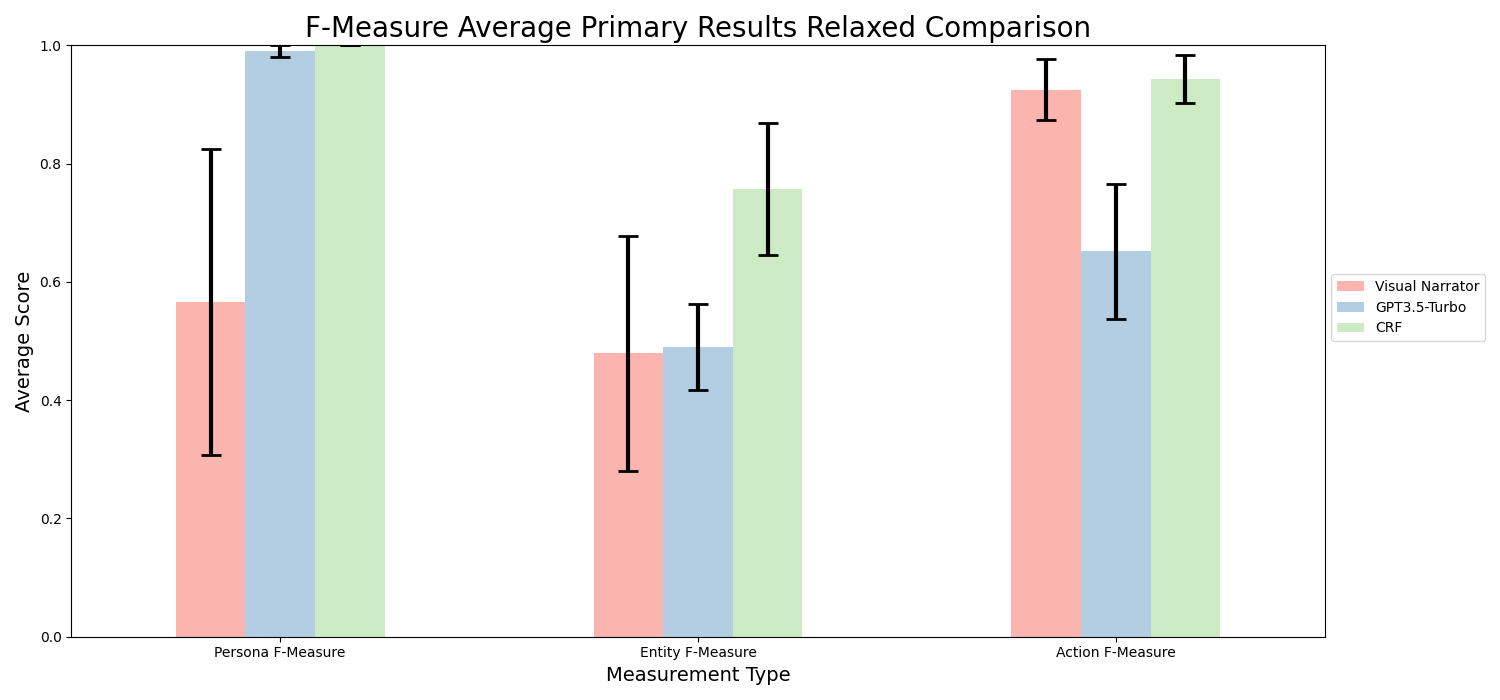 F-Measure Average Primary Results Relaxed Comparison
Average Score
1.0
0.8
0.6
0.4
0.2
0.0
Persona F-Measure
Entity F-Measure
Action F-Measure
Measurement Type
Visual Narrator
GPT3.5-Turbo
CRF